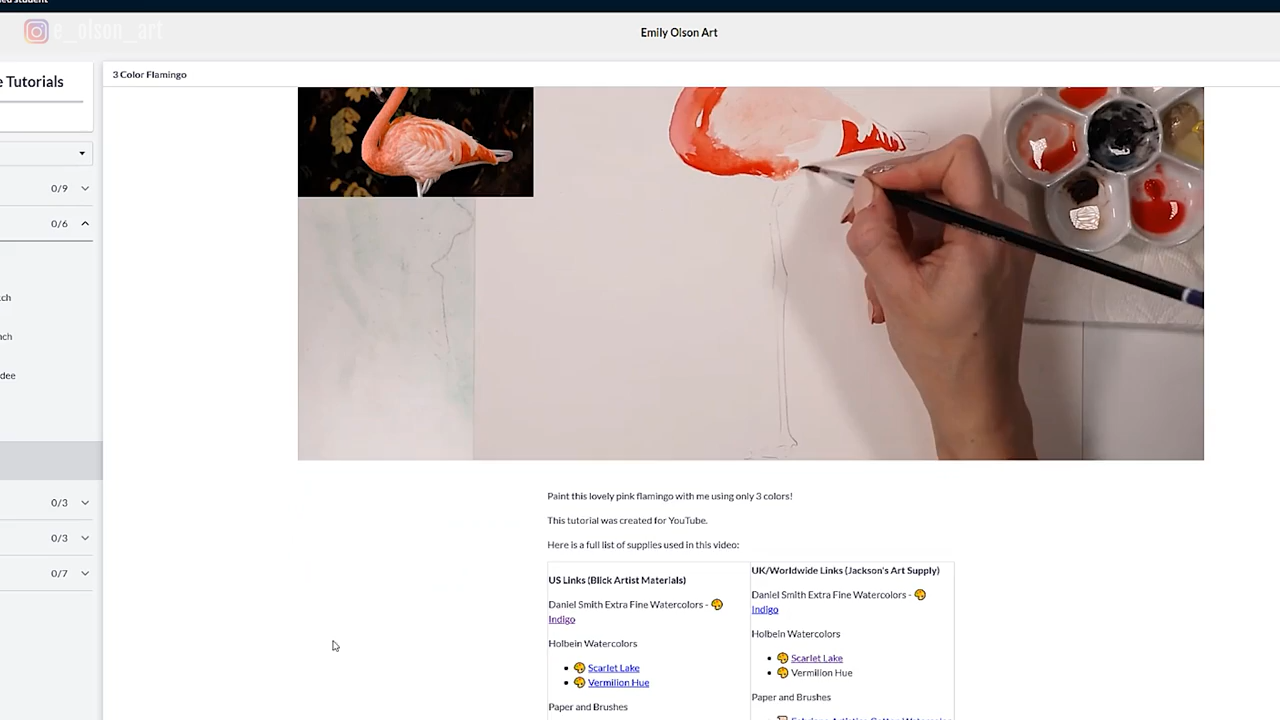 e_olson_art
Emily Olson Art
e Tutorials
3 Color Flamingo
0/9
0/6
ch
ach
dee
0/3
0/3
0/7
Paint this lovely pink flamingo with me using only 3 colors!
This tutorial was created for YouTube.
Here is a full list of supplies used in this video:
US Links (Blick Artist Materials)
Daniel Smith Extra Fine Watercolors -
Indigo
Holbein Watercolors
Scarlet Lake
Vermilion Hue
Paper and Brushes
UK/Worldwide Links (Jackson's Art Supply)
Daniel Smith Extra Fine Watercolors -
Indigo
Holbein Watercolors
Scarlet Lake
Vermilion Hue
Paper and Brushes